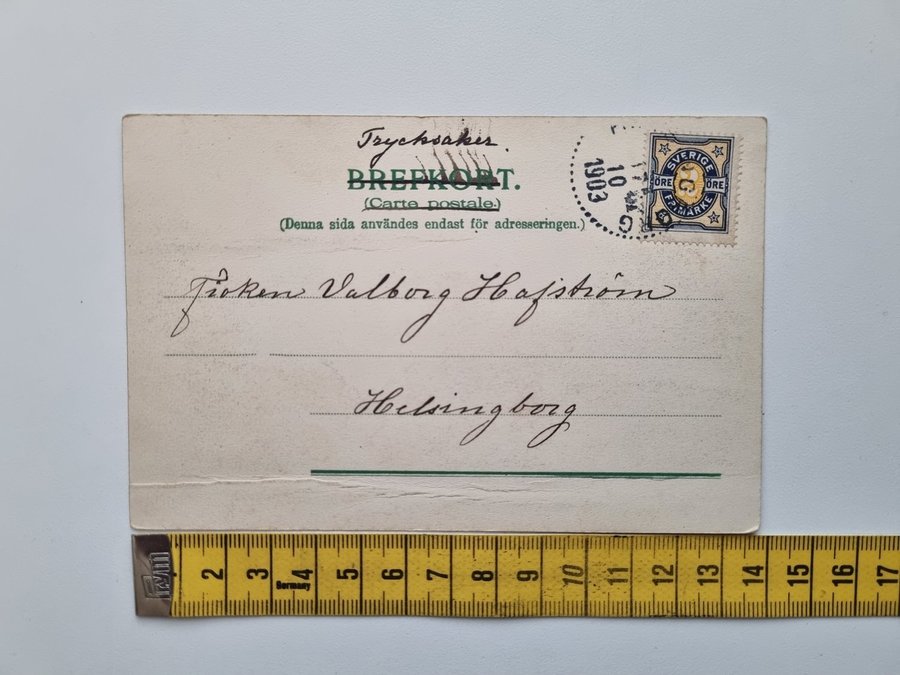 Trycksaker.
BREFKORT.
(Carte postale.)
(Denna sida användes endast för adresseringen.)
10
1903
SVERIGE
ÖRE ÖRE
FRIMÄRKE
Fröken Valborg Hafström
Helsingborg
2 3 4 5 6 7 8 9 10 11 12 13 14 15 16 17
Germany